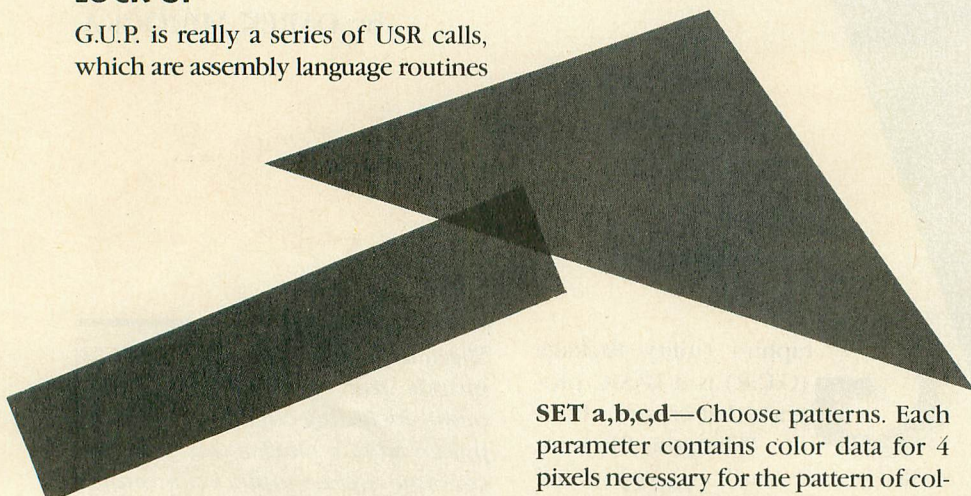 G.U.P. is really a series of USR calls,
which are assembly language routines
SET a,b,c,d—Choose patterns. Each
parameter contains color data for 4
pixels necessary for the pattern of col-